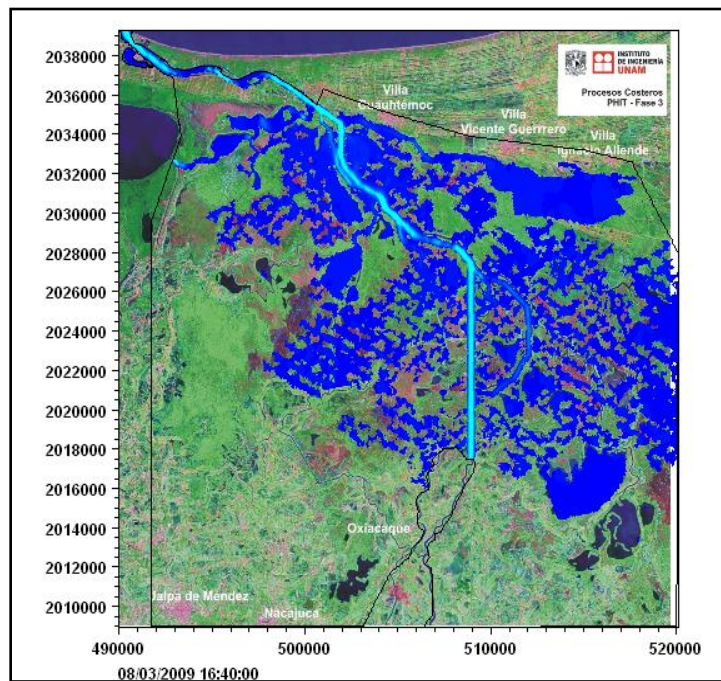 INSTITUTO
DE INGENIERÍA
UNAM
Procesos Costeros
PHIT - Fase 3
Villa
Cuauhtémoc
Villa
Vicente Guerrrero
Villa
Ignacio Allende
Oxiacaque
Jalpa de Méndez
Nacajuca
2038000
2036000
2034000
2032000
2030000
2028000
2026000
2024000
2022000
2020000
2018000
2016000
2014000
2012000
2010000
490000
500000
510000
520000
08/03/2009 16:40:00